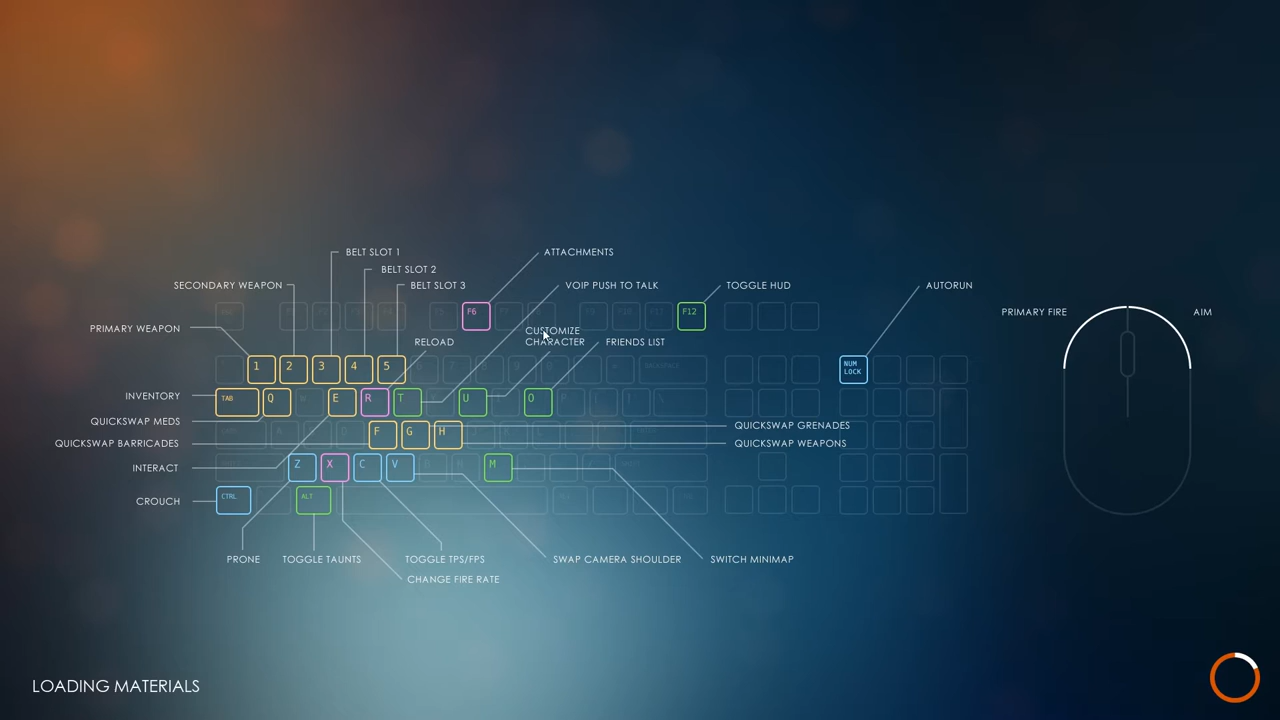 BELT SLOT 1
ATTACHMENTS
BELT SLOT 2
SECONDARY WEAPON
BELT SLOT 3
VOIP PUSH TO TALK
TOGGLE HUD
AUTORUN
F6
F12
PRIMARY FIRE
AIM
PRIMARY WEAPON
CUSTOMIZE
CHARACTER
RELOAD
FRIENDS LIST
1 2 3 4 5
NUM
LOCK
INVENTORY
TAB Q E R T U O
QUICKSWAP MEDS
F G H
QUICKSWAP GRENADES
QUICKSWAP BARRICADES
QUICKSWAP WEAPONS
INTERACT
Z X C V M
CROUCH
CTRL ALT
PRONE
TOGGLE TAUNTS
TOGGLE TPS/FPS
SWAP CAMERA SHOULDER
SWITCH MINIMAP
CHANGE FIRE RATE
LOADING MATERIALS